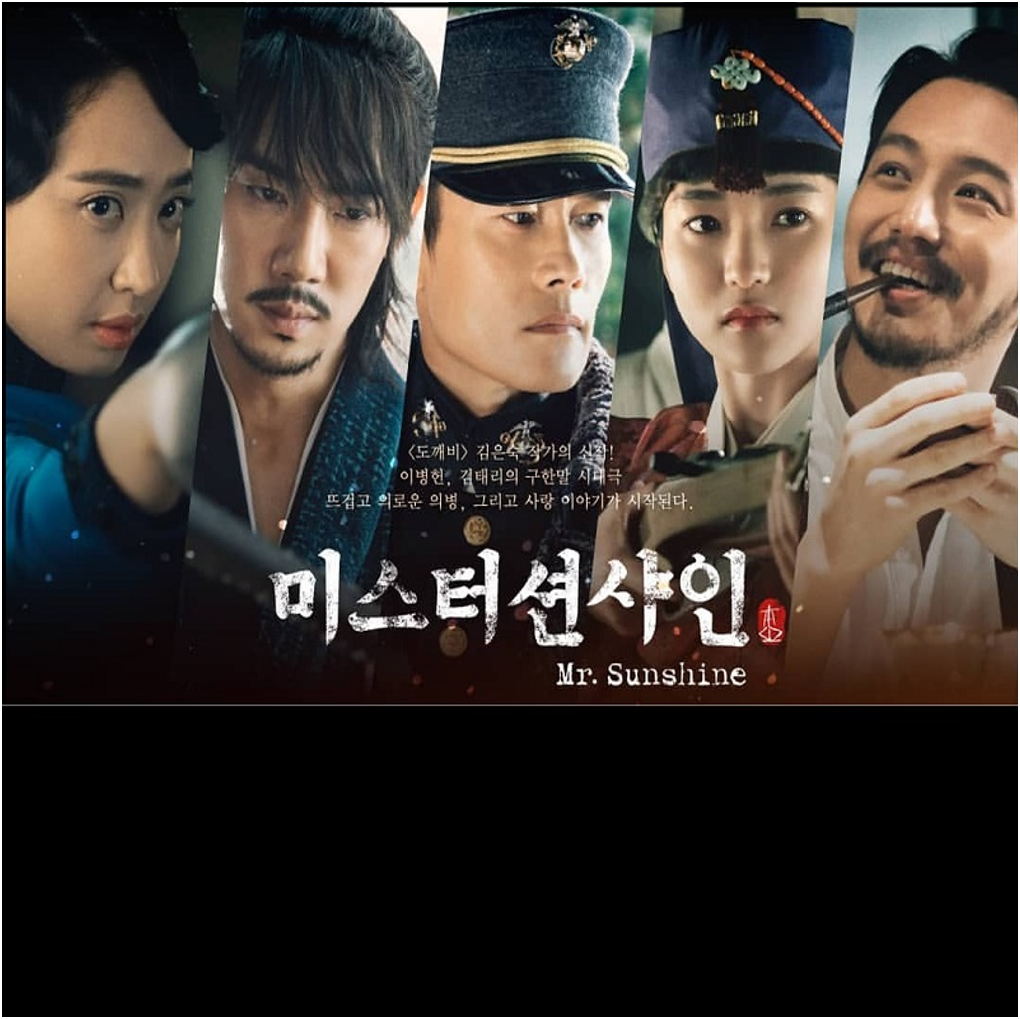 <도깨비> 김은숙 작가의 신작!
이병헌, 김태리의 구한말 시대극
뜨겁고 의로운 의병, 그리고 사랑 이야기가 시작된다.
미스터 션샤인
Mr. Sunshine